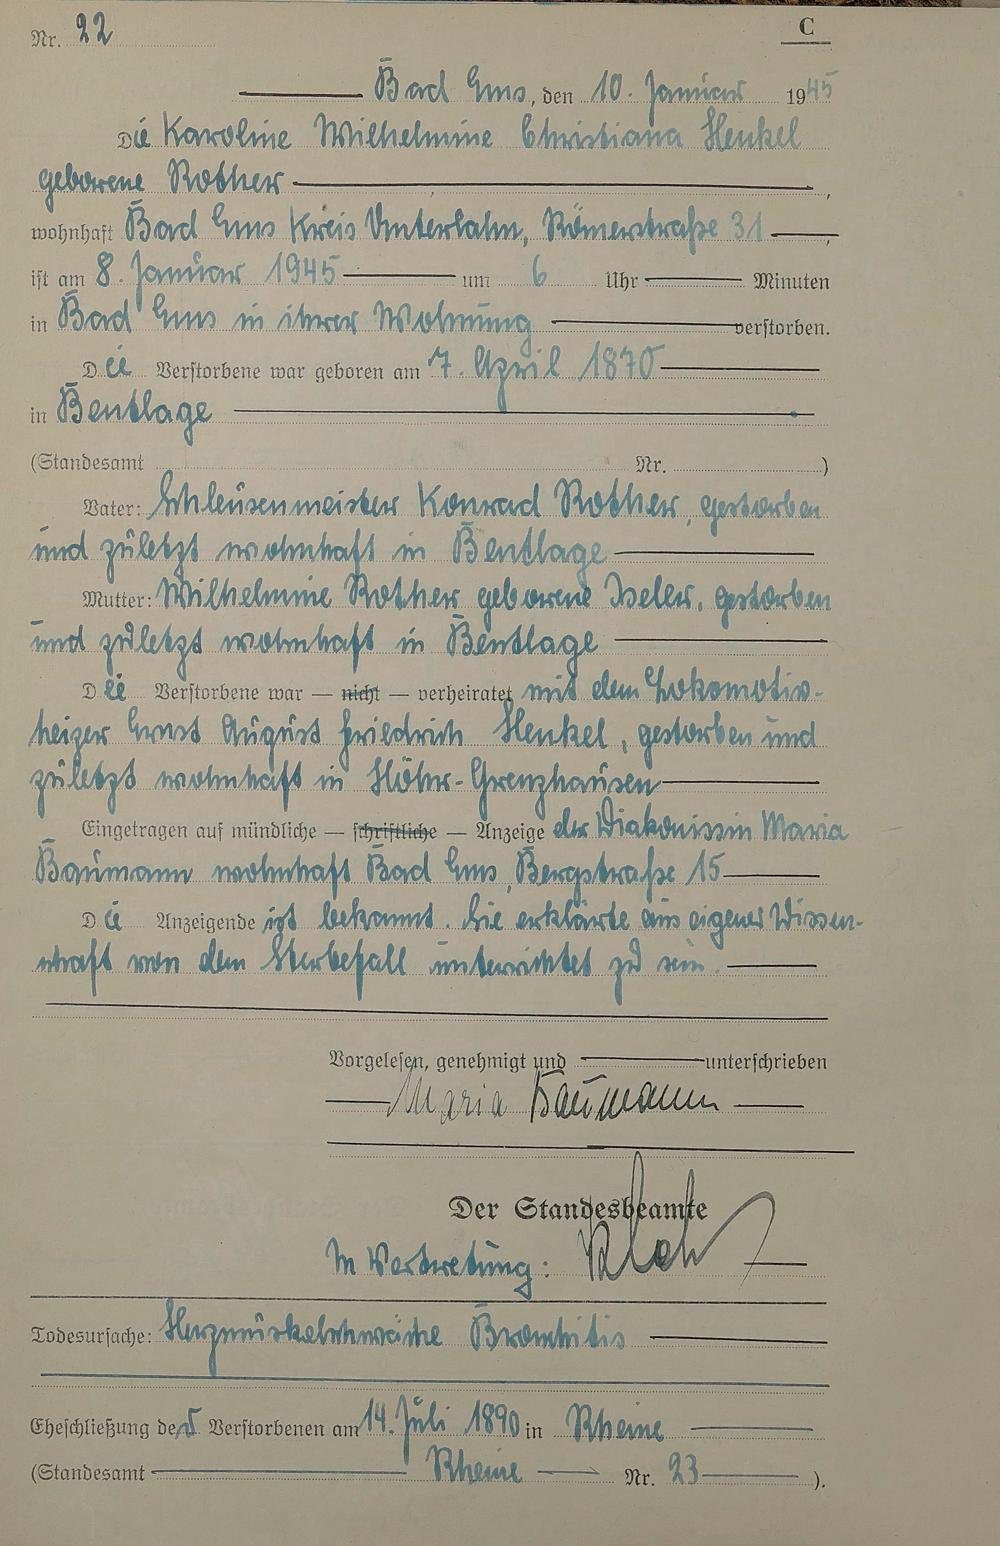 Nr. 22
C
Bad Ems, den 10. Januar 1945
Die Karoline Wilhelmine Christiana Henkel
geborene Rother,
wohnhaft Bad Ems Kreis Unterlahn, Römerstraße 31,
ist am 8. Januar 1945 um 6 Uhr Minuten
in Bad Ems in ihrer Wohnung verstorben.
Die Verstorbene war geboren am 7. April 1870
in Bentlage
(Standesamt Nr. )
Vater: Schleusenmeister Konrad Rother, gestorben
und zuletzt wohnhaft in Bentlage
Mutter: Wilhelmine Rother geborene Iseler, gestorben
und zuletzt wohnhaft in Bentlage
Die Verstorbene war — nicht — verheiratet mit dem Lokomotiv-
heizer Ernst August Friedrich Henkel, gestorben und
zuletzt wohnhaft in Höhr-Grenzhausen
Eingetragen auf mündliche — schriftliche — Anzeige der Diakonissin Maria
Baumann wohnhaft Bad Ems, Bergstraße 15
Die Anzeigende ist bekannt. Sie erklärte aus eigener Wissen-
schaft von dem Sterbefall unterrichtet zu sein.
Vorgelesen, genehmigt und unterschrieben
Maria Baumann
Der Standesbeamte
In Vertretung:
Todesursache: Herzmuskelschwäche Bronchitis
Eheschließung der Verstorbenen am 14. Juli 1890 in Rheine
(Standesamt Rheine Nr. 23 ).